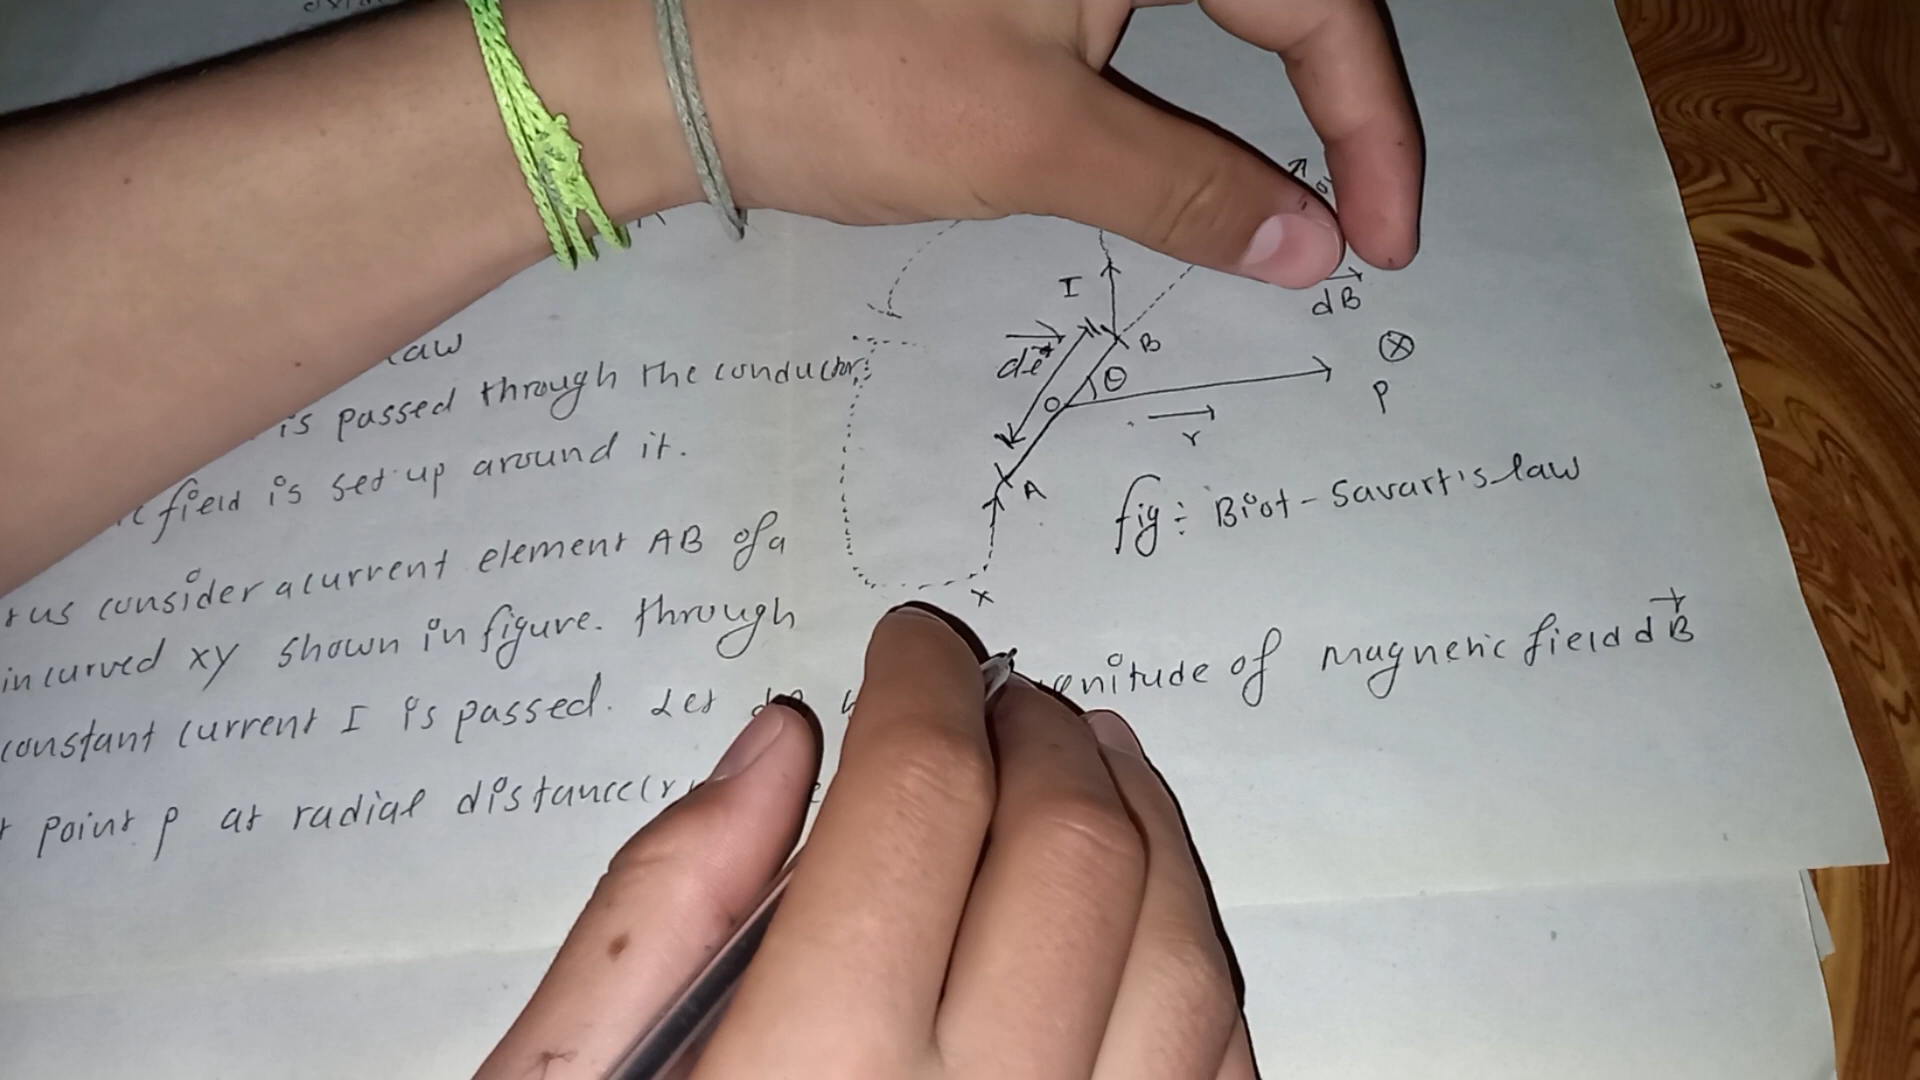 law
is passed through the conductor,
field is set up around it.
us consider a current element AB of a
in curved xy shown in figure. through
constant current I is passed. Let
gnitude of magnetic field dB
point p at radial distance (r
I
dB
B
θ
O
P
r
A
fig: Biot-Savart's law
x